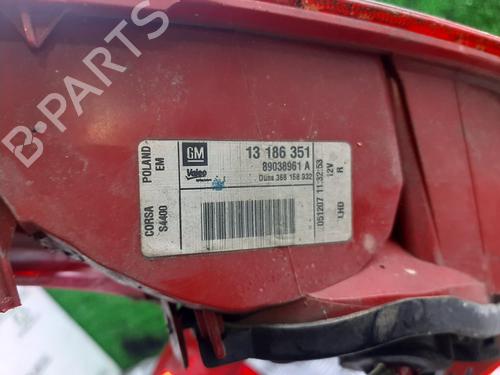 POLAND
EM
CORSA
S4400
GM
Valeo
13 186 351
89038961 A
Duns 368 158 932
051207 11:32:53
12V
R
LHD
B-PARTS